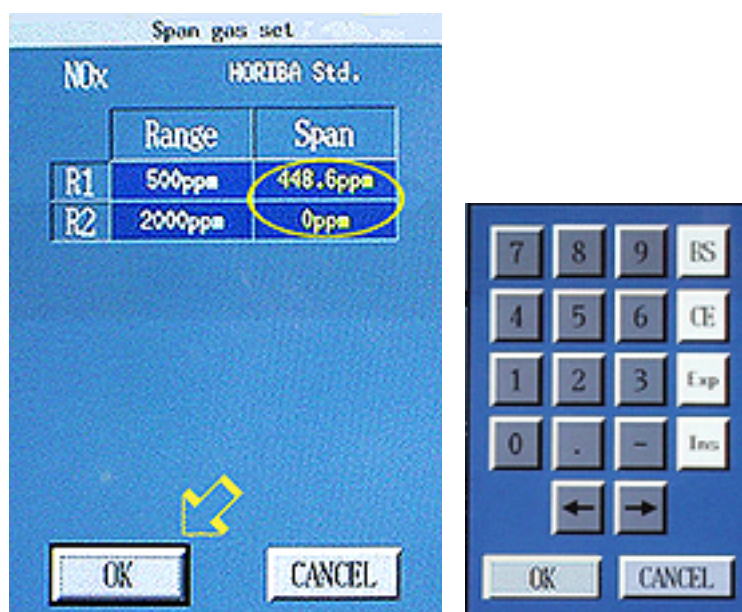 Span gas set
NOx HORIBA Std.
Range Span
R1 500ppm 448.6ppm
R2 2000ppm 0ppm
OK CANCEL
7 8 9 BS
4 5 6 CE
1 2 3 Exp
0 . - Ins
← →
OK CANCEL